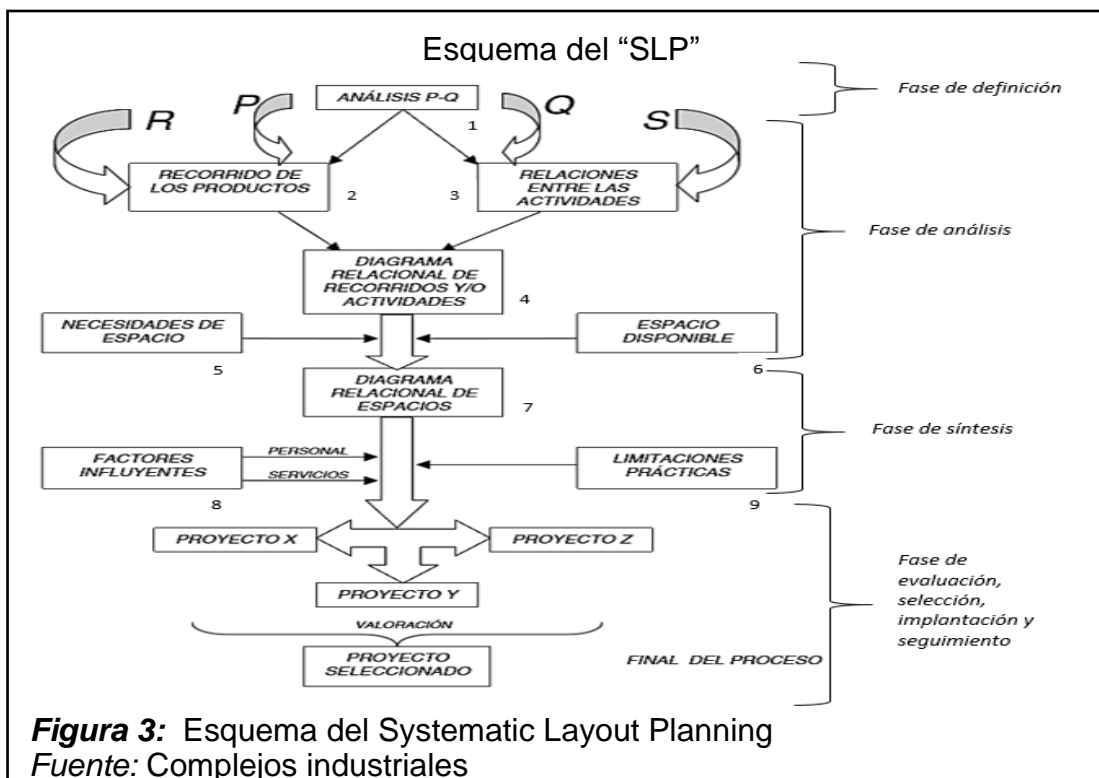 Esquema del “SLP”
ANÁLISIS P-Q
Fase de definición
R
P
Q
S
1
RECORRIDO DE
LOS PRODUCTOS
2
3
RELACIONES
ENTRE LAS
ACTIVIDADES
Fase de análisis
DIAGRAMA
RELACIONAL DE
RECORRIDOS Y/O
ACTIVIDADES
4
NECESIDADES DE
ESPACIO
5
ESPACIO
DISPONIBLE
6
DIAGRAMA
RELACIONAL DE
ESPACIOS
7
Fase de síntesis
FACTORES
INFLUYENTES
8
PERSONAL
SERVICIOS
LIMITACIONES
PRÁCTICAS
9
PROYECTO X
PROYECTO Z
PROYECTO Y
Fase de
evaluación,
selección,
implantación y
seguimiento
VALORACIÓN
PROYECTO
SELECCIONADO
FINAL DEL PROCESO
Figura 3: Esquema del Systematic Layout Planning
Fuente: Complejos industriales